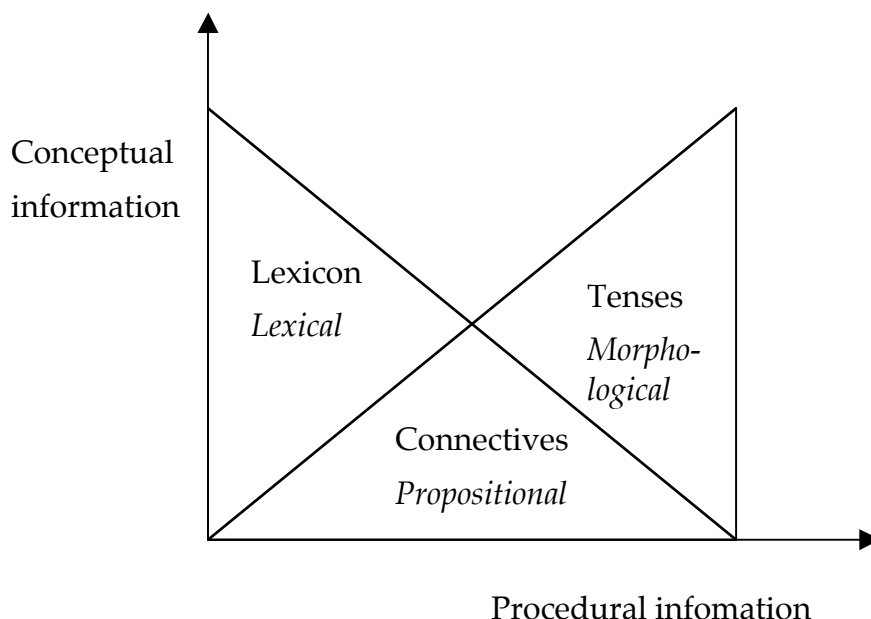 Conceptual
information
Lexicon
Lexical
Tenses
Morpho-
logical
Connectives
Propositional
Procedural infomation